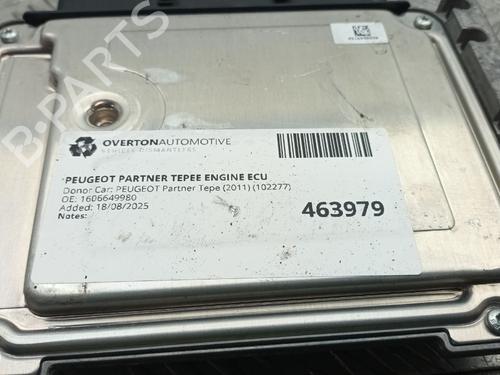 OVERTONAUTOMOTIVE
VEHICLE DISMANTLERS
PEUGEOT PARTNER TEPEE ENGINE ECU
Donor Car: PEUGEOT Partner Tepe (2011) (102277)
OE: 1606649980
Added: 18/08/2025
Notes:
463979
B-PARTS